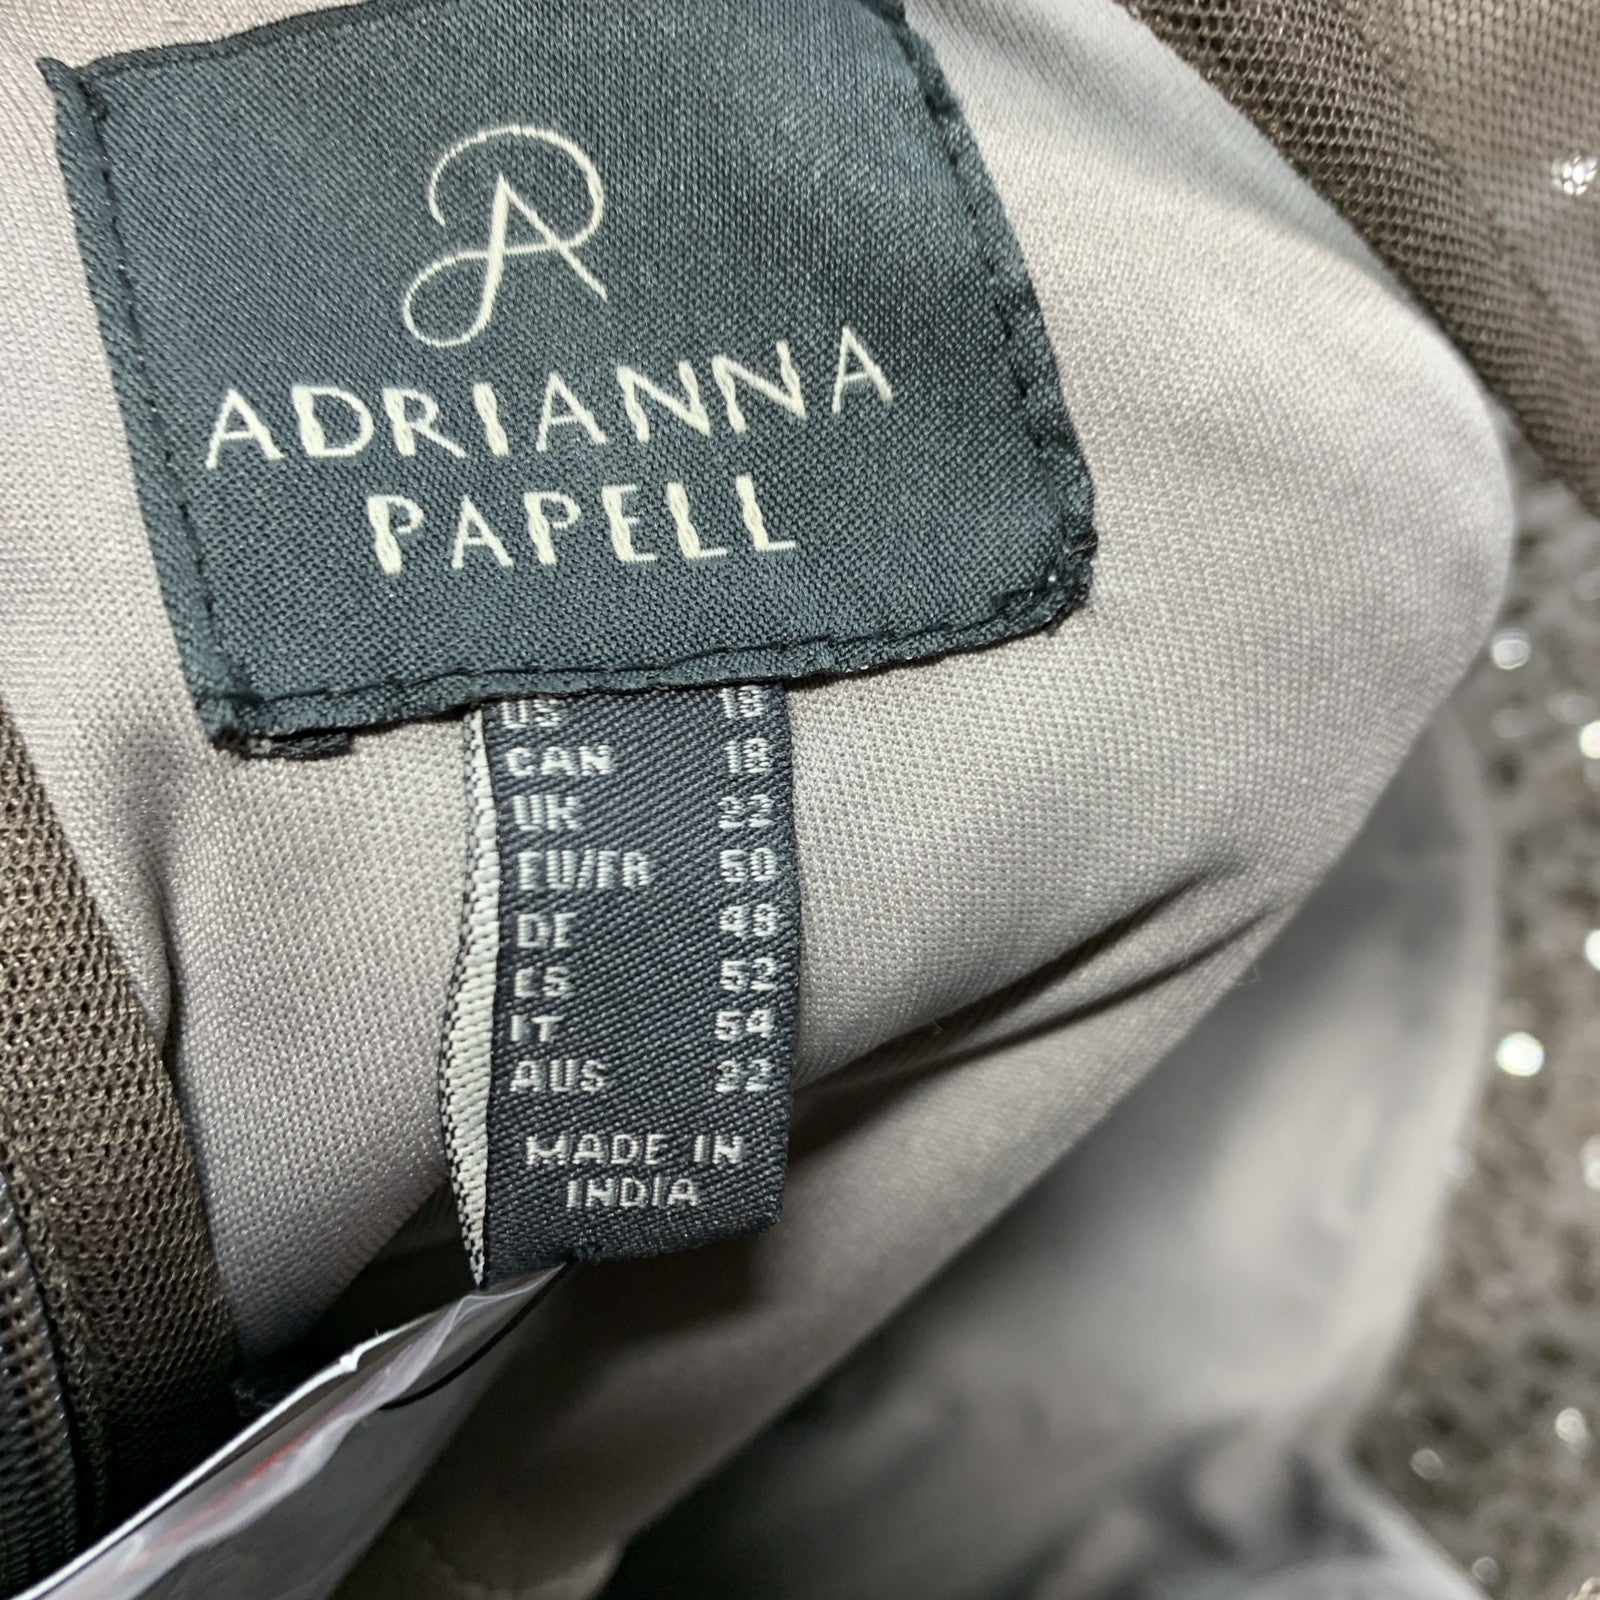 ADRIANNA
PAPELL
US 18
CAN 18
UK 22
EU/FR 50
DE 48
ES 52
IT 54
AUS 22
MADE IN
INDIA